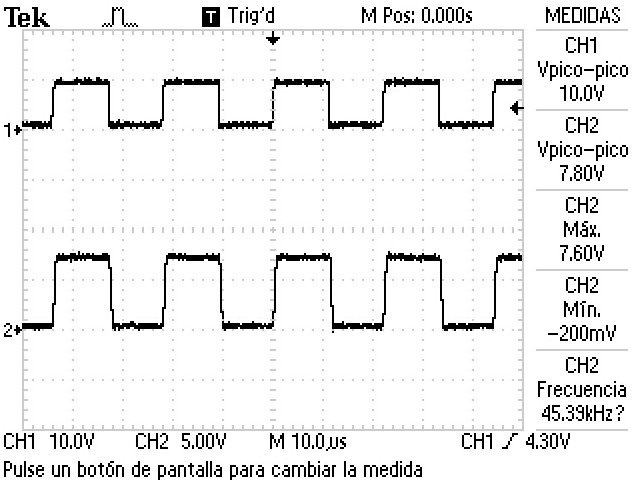 Tek T Trig'd M Pos: 0.000s MEDIDAS
CH1
Vpico-pico
10.0V
CH2
Vpico-pico
7.80V
CH2
Máx.
7.60V
CH2
Mín.
-200mV
CH2
Frecuencia
45.39kHz?
1
2
CH1 10.0V CH2 5.00V M 10.0µs CH1 4.30V
Pulse un botón de pantalla para cambiar la medida